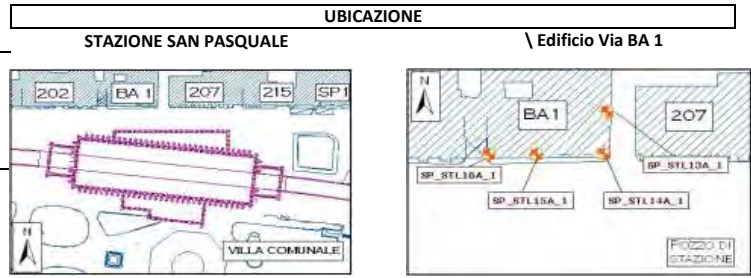 UBICAZIONE
STAZIONE SAN PASQUALE
\ Edificio Via BA 1
202
BA 1
207
215
SP1
N
VILLA COMUNALE
N
BA1
207
SP_STL13A_1
SP_STL16A_1
SP_STL15A_1
SP_STL14A_1
POZZO DI
STAZIONE